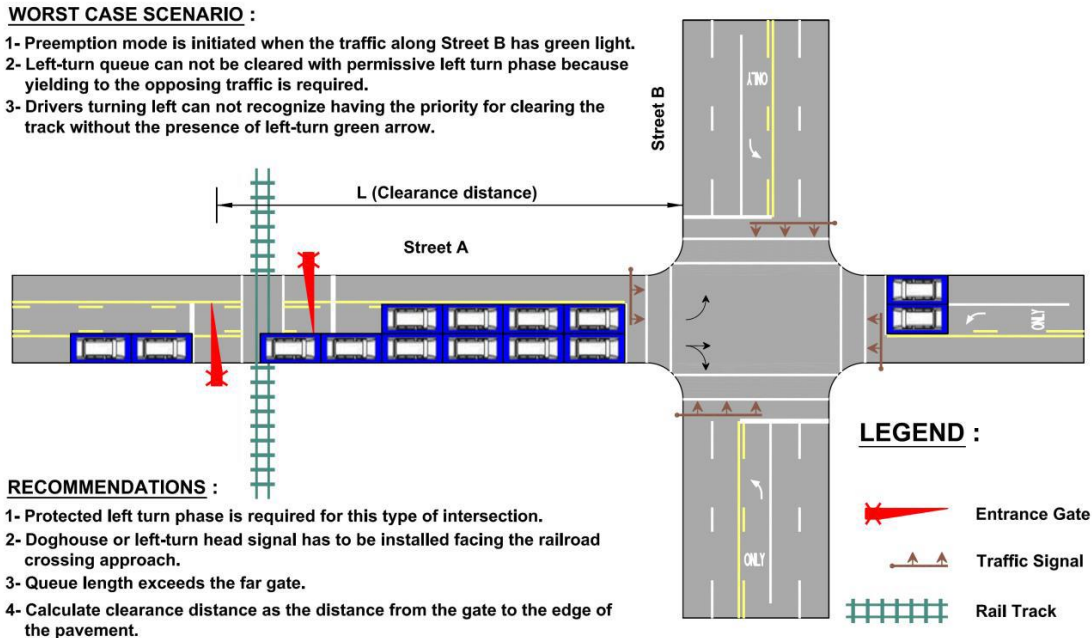 WORST CASE SCENARIO :
1- Preemption mode is initiated when the traffic along Street B has green light.
2- Left-turn queue can not be cleared with permissive left turn phase because
yielding to the opposing traffic is required.
3- Drivers turning left can not recognize having the priority for clearing the
track without the presence of left-turn green arrow.
ONLY
Street B
L (Clearance distance)
Street A
ONLY
LEGEND :
RECOMMENDATIONS :
1- Protected left turn phase is required for this type of intersection.
2- Doghouse or left-turn head signal has to be installed facing the railroad
crossing approach.
3- Queue length exceeds the far gate.
4- Calculate clearance distance as the distance from the gate to the edge of
the pavement.
ONLY
Entrance Gate
Traffic Signal
Rail Track